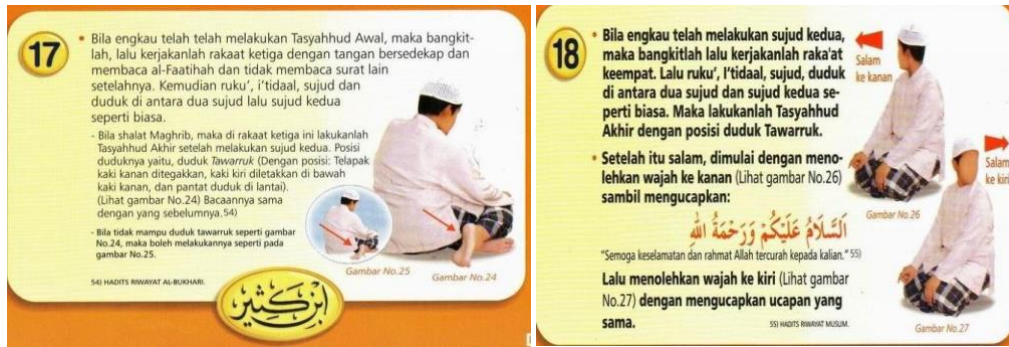 17
• Bila engkau telah telah melakukan Tasyahhud Awal, maka bangkit-
lah, lalu kerjakanlah rakaat ketiga dengan tangan bersedekap dan
membaca al-Faatihah dan tidak membaca surat lain
setelahnya. Kemudian ruku', i'tidaal, sujud dan
duduk di antara dua sujud lalu sujud kedua
seperti biasa.
- Bila shalat Maghrib, maka di rakaat ketiga ini lakukanlah
Tasyahhud Akhir setelah melakukan sujud kedua. Posisi
duduknya yaitu, duduk Tawarruk (Dengan posisi: Telapak
kaki kanan ditegakkan, kaki kiri diletakkan di bawah
kaki kanan, dan pantat duduk di lantai).
(Lihat gambar No.24) Bacaannya sama
dengan yang sebelumnya.54)
- Bila tidak mampu duduk tawarruk seperti gambar
No.24, maka boleh melakukannya seperti pada
gambar No.25.
Gambar No.25
Gambar No.24
54) HADITS RIWAYAT AL-BUKHARI.
ابن كثير
18
• Bila engkau telah melakukan sujud kedua,
maka bangkitlah lalu kerjakanlah raka'at
keempat. Lalu ruku', I'tidaal, sujud, duduk
di antara dua sujud dan sujud kedua se-
perti biasa. Maka lakukanlah Tasyahhud
Akhir dengan posisi duduk Tawarruk.
• Setelah itu salam, dimulai dengan meno-
lehkan wajah ke kanan (Lihat gambar No.26)
sambil mengucapkan:
اَلسَّلَامُ عَلَيْكُمْ وَرَحْمَةُ اللهِ
"Semoga keselamatan dan rahmat Allah tercurah kepada kalian." 55)
Lalu menolehkan wajah ke kiri (Lihat gambar
No.27) dengan mengucapkan ucapan yang
sama.
55) HADITS RIWAYAT MUSLIM.
Salam
ke kanan
Gambar No.26
Salam
ke kiri
Gambar No.27